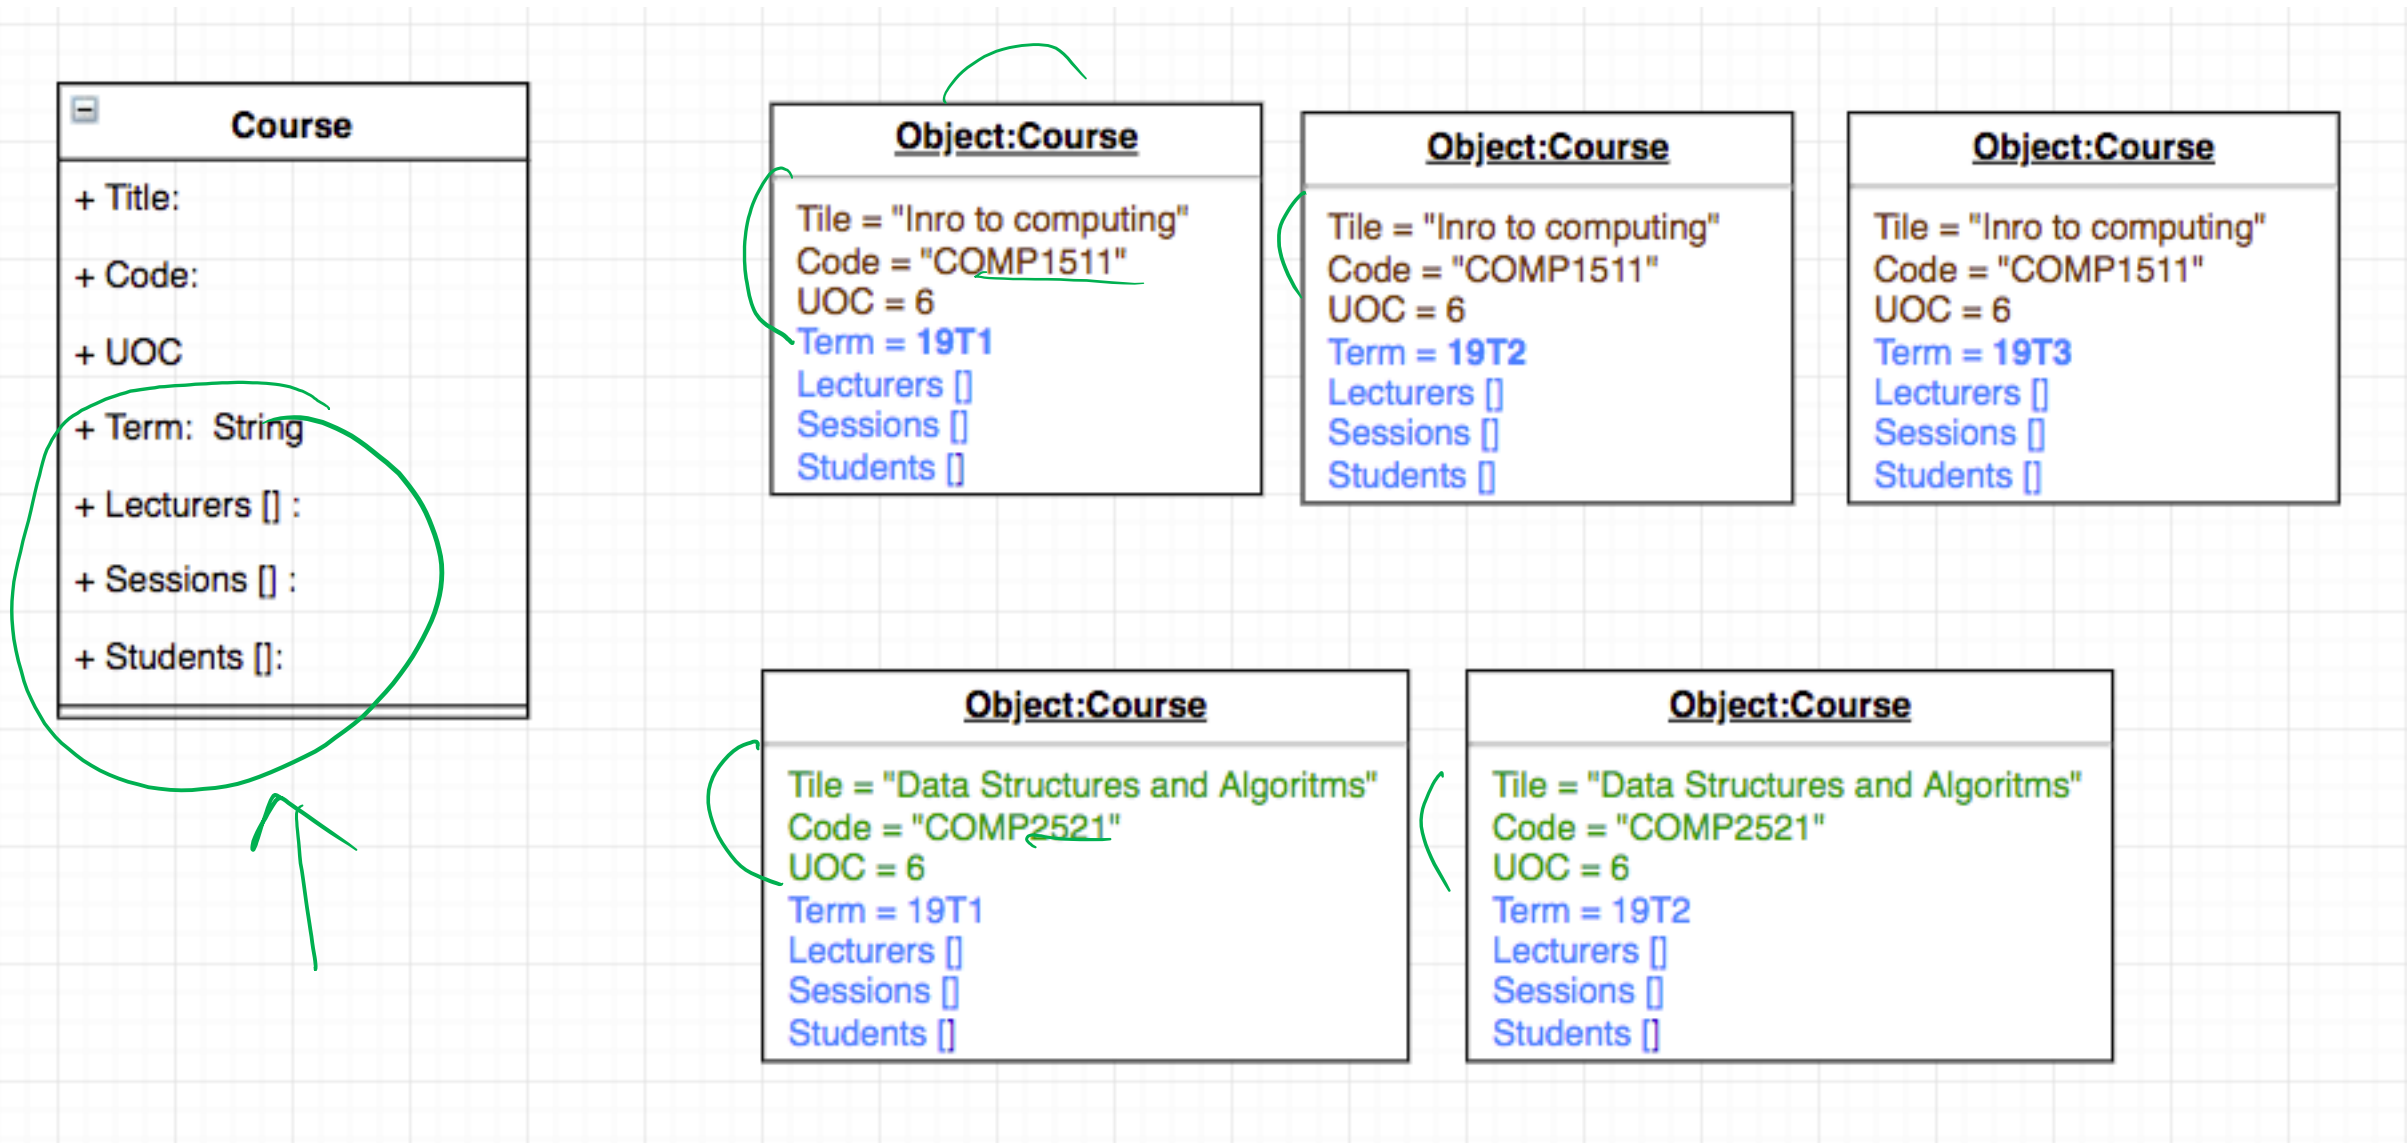 Course
+ Title:
+ Code:
+ UOC
+ Term: String
+ Lecturers [] :
+ Sessions [] :
+ Students []:
Object:Course
Tile = "Inro to computing"
Code = "COMP1511"
UOC = 6
Term = 19T1
Lecturers []
Sessions []
Students []
Object:Course
Tile = "Inro to computing"
Code = "COMP1511"
UOC = 6
Term = 19T2
Lecturers []
Sessions []
Students []
Object:Course
Tile = "Inro to computing"
Code = "COMP1511"
UOC = 6
Term = 19T3
Lecturers []
Sessions []
Students []
Object:Course
Tile = "Data Structures and Algoritms"
Code = "COMP2521"
UOC = 6
Term = 19T1
Lecturers []
Sessions []
Students []
Object:Course
Tile = "Data Structures and Algoritms"
Code = "COMP2521"
UOC = 6
Term = 19T2
Lecturers []
Sessions []
Students []